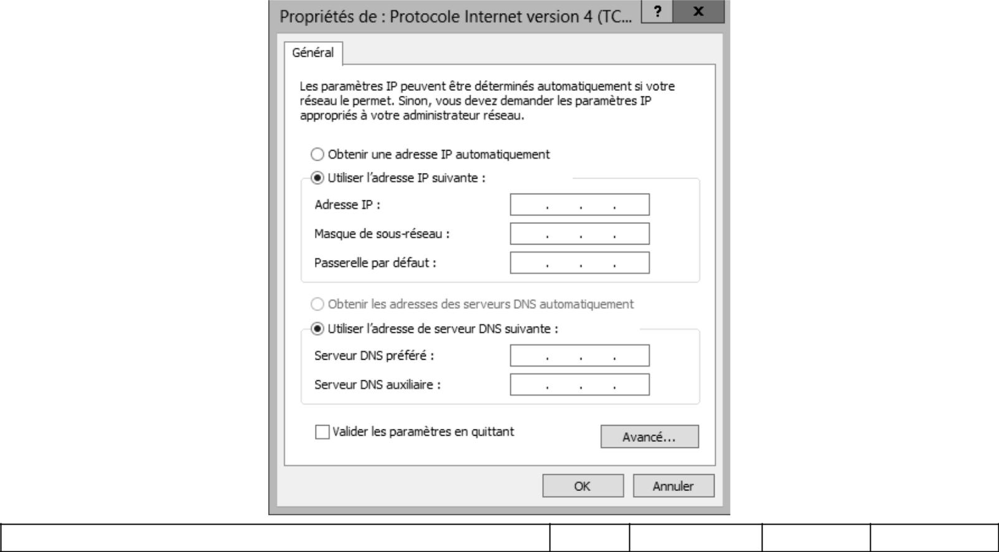 Propriétés de : Protocole Internet version 4 (TC... ? x
Général
Les paramètres IP peuvent être déterminés automatiquement si votre
réseau le permet. Sinon, vous devez demander les paramètres IP
appropriés à votre administrateur réseau.
Obtenir une adresse IP automatiquement
Utiliser l'adresse IP suivante :
Adresse IP : . . .
Masque de sous-réseau : . . .
Passerelle par défaut : . . .
Obtenir les adresses des serveurs DNS automatiquement
Utiliser l'adresse de serveur DNS suivante :
Serveur DNS préféré : . . .
Serveur DNS auxiliaire : . . .
Valider les paramètres en quittant
Avancé...
OK Annuler